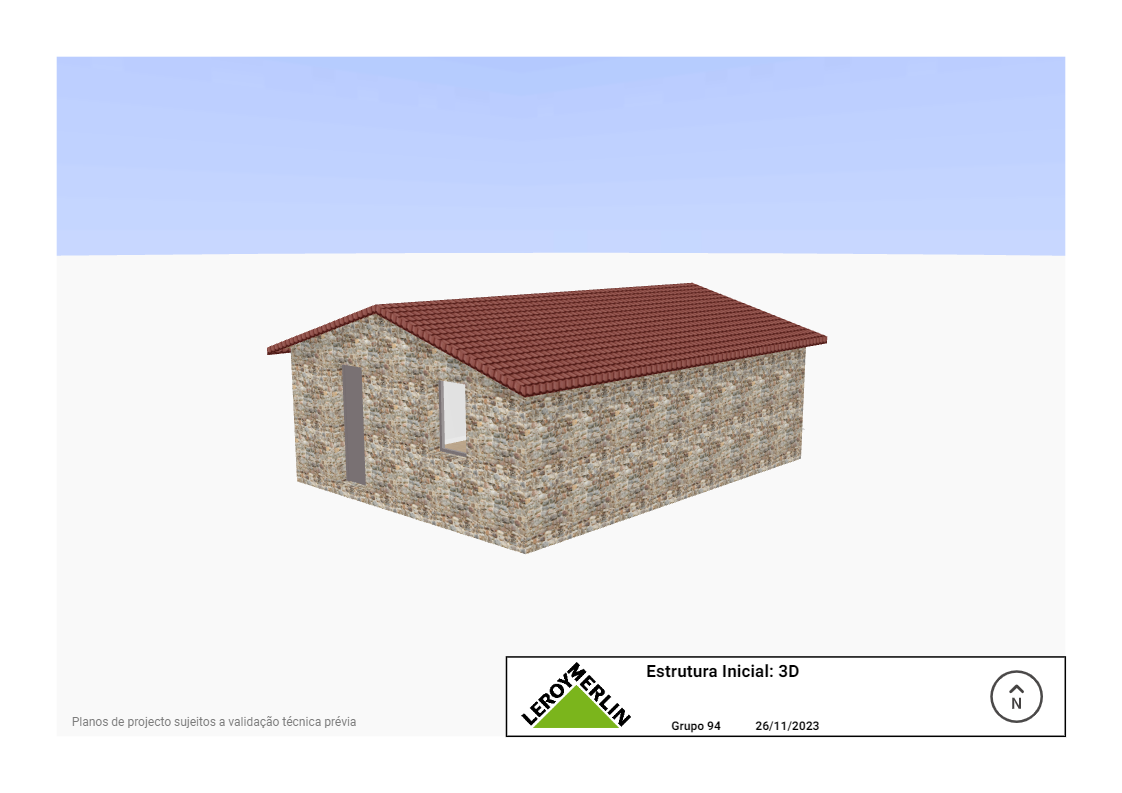 Estrutura Inicial: 3D
LEROY MERLIN
N
Planos de projecto sujeitos a validação técnica prévia
Grupo 94 26/11/2023